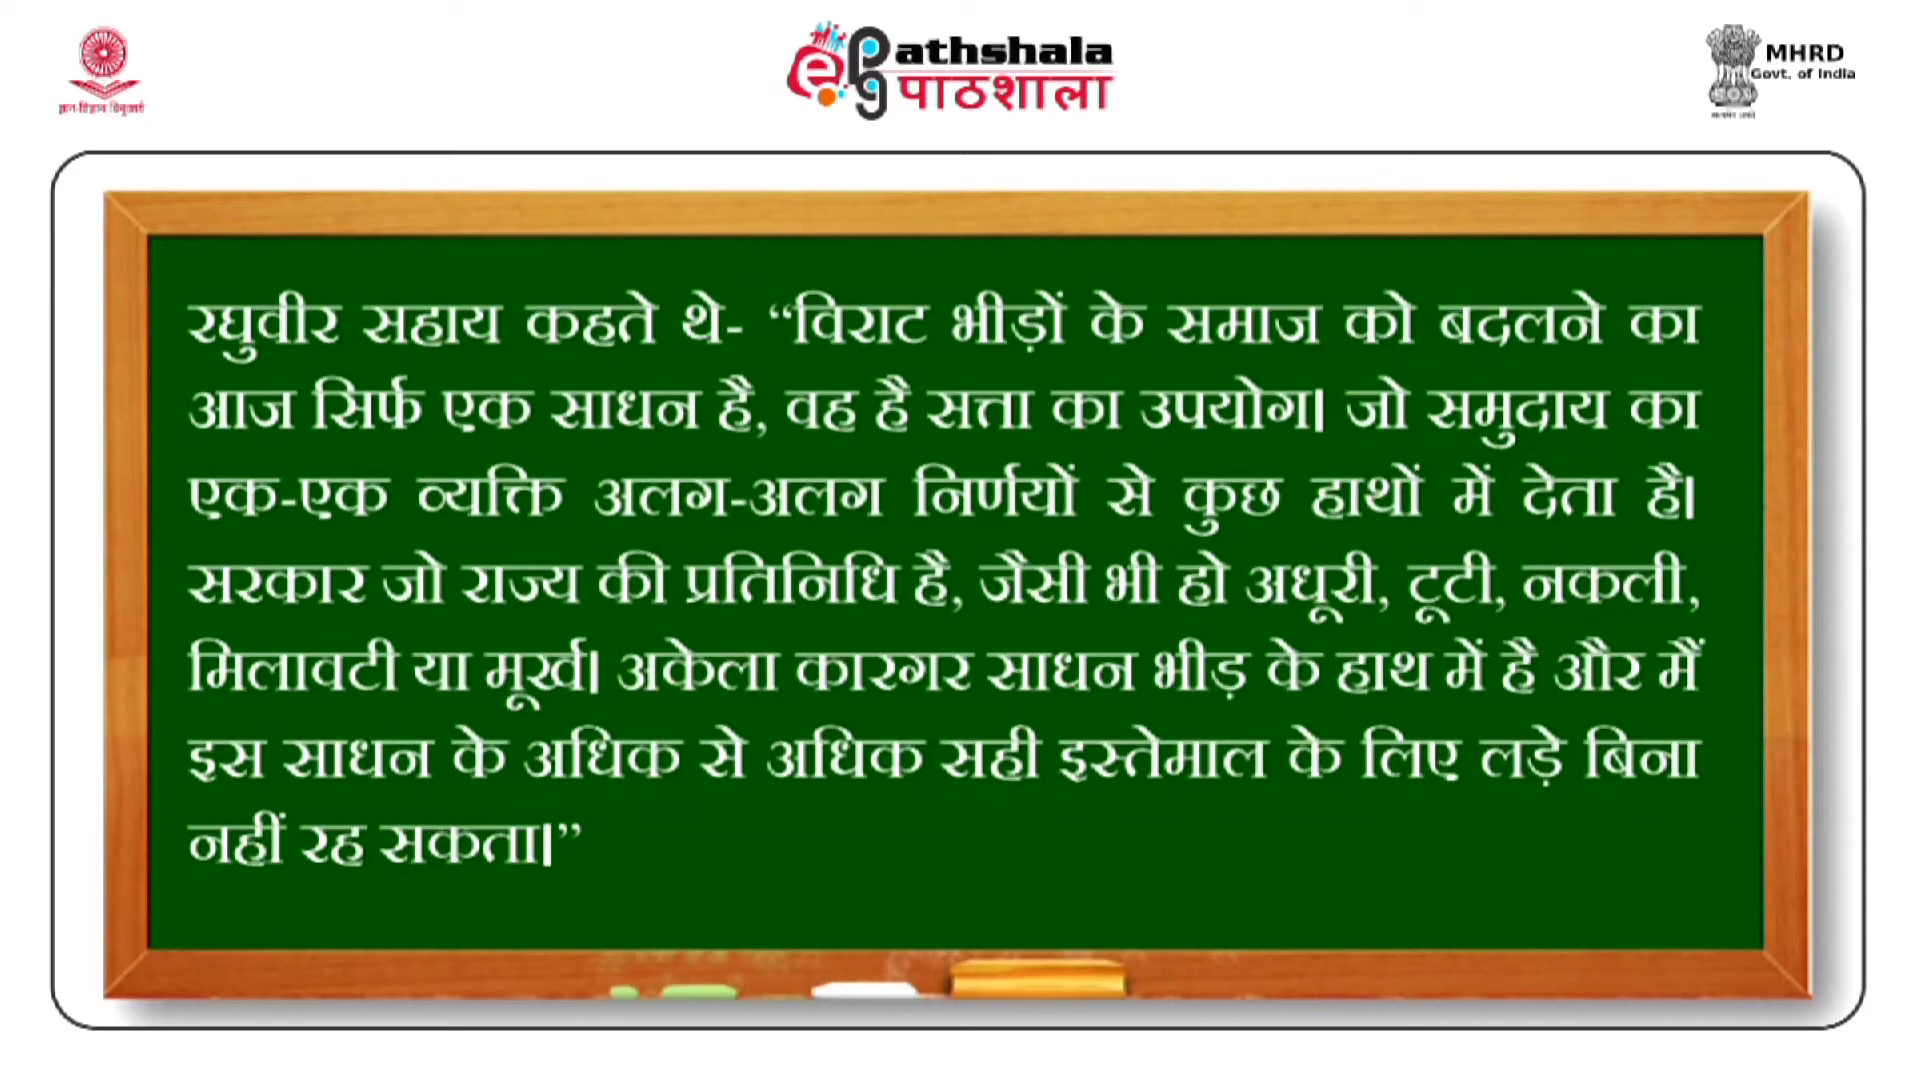 ज्ञान-विज्ञान विमुक्तये
e Pathshala
पाठशाला
MHRD
Govt. of India
रघुवीर सहाय कहते थे- “विराट भीड़ों के समाज को बदलने का
आज सिर्फ एक साधन है, वह है सत्ता का उपयोग। जो समुदाय का
एक-एक व्यक्ति अलग-अलग निर्णयों से कुछ हाथों में देता है।
सरकार जो राज्य की प्रतिनिधि है, जैसी भी हो अधूरी, टूटी, नकली,
मिलावटी या मूर्ख। अकेला कारगर साधन भीड़ के हाथ में है और मैं
इस साधन के अधिक से अधिक सही इस्तेमाल के लिए लड़े बिना
नहीं रह सकता।”